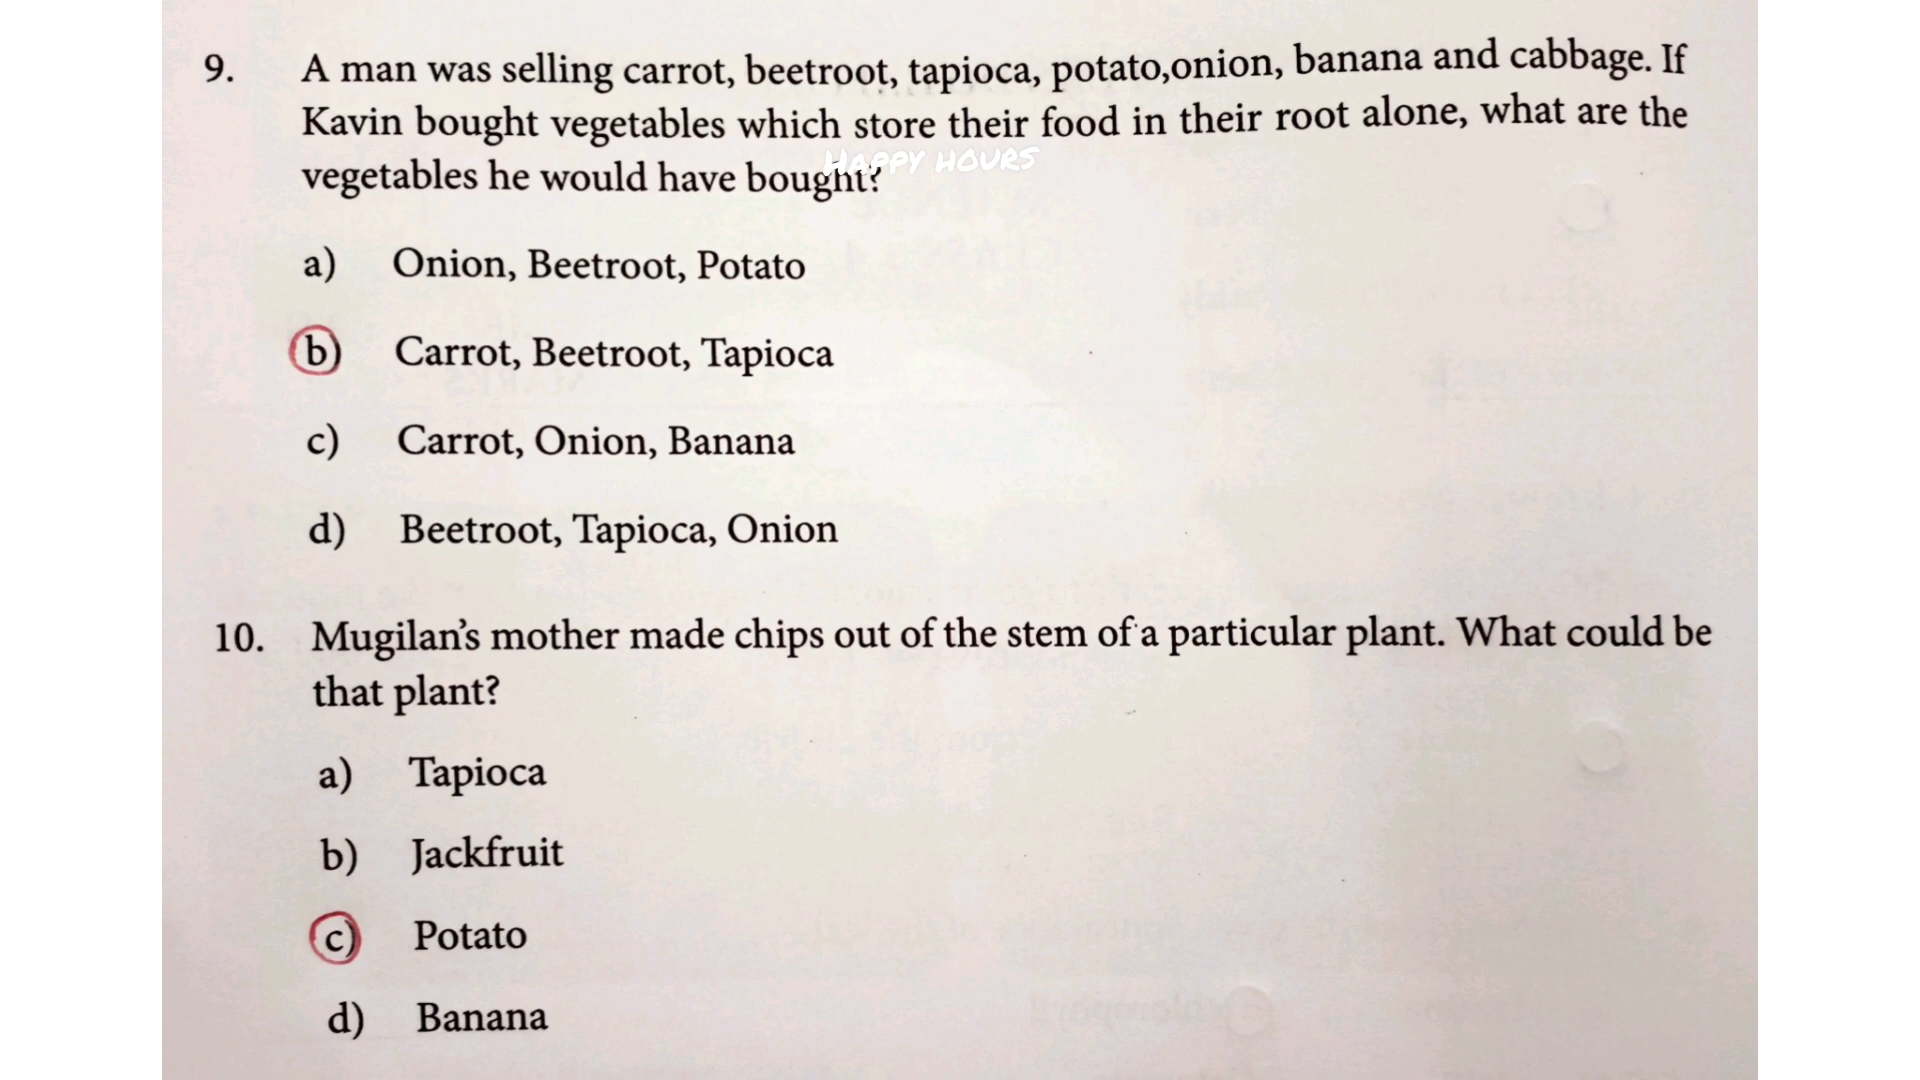 9. A man was selling carrot, beetroot, tapioca, potato,onion, banana and cabbage. If
Kavin bought vegetables which store their food in their root alone, what are the
vegetables he would have bought?
HAPPY HOURS
a) Onion, Beetroot, Potato
b) Carrot, Beetroot, Tapioca
c) Carrot, Onion, Banana
d) Beetroot, Tapioca, Onion
10. Mugilan's mother made chips out of the stem of a particular plant. What could be
that plant?
a) Tapioca
b) Jackfruit
c) Potato
d) Banana